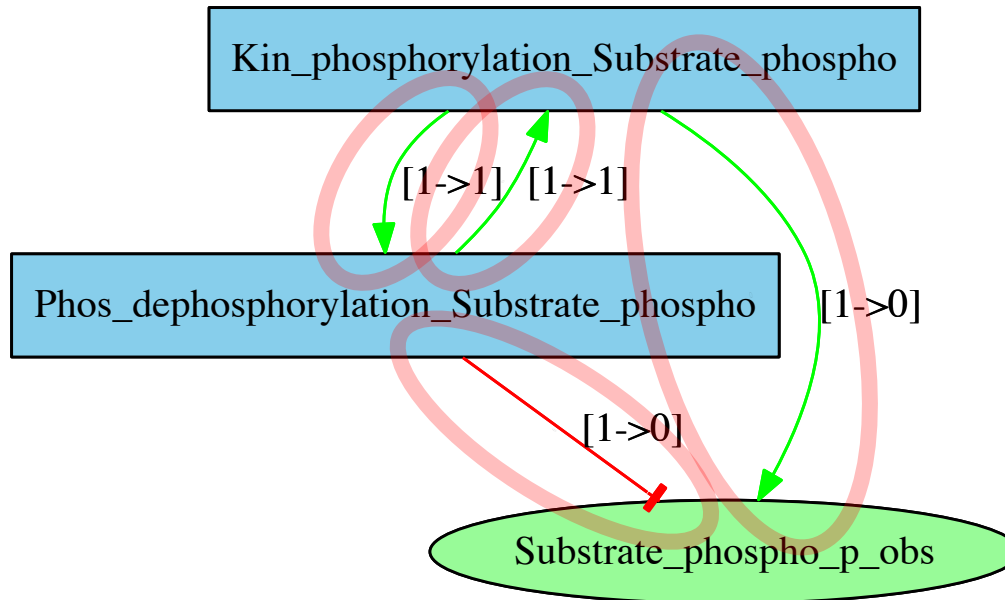 Kin_phosphorylation_Substrate_phospho
[1->1] [1->1]
Phos_dephosphorylation_Substrate_phospho
[1->0]
[1->0]
Substrate_phospho_p_obs